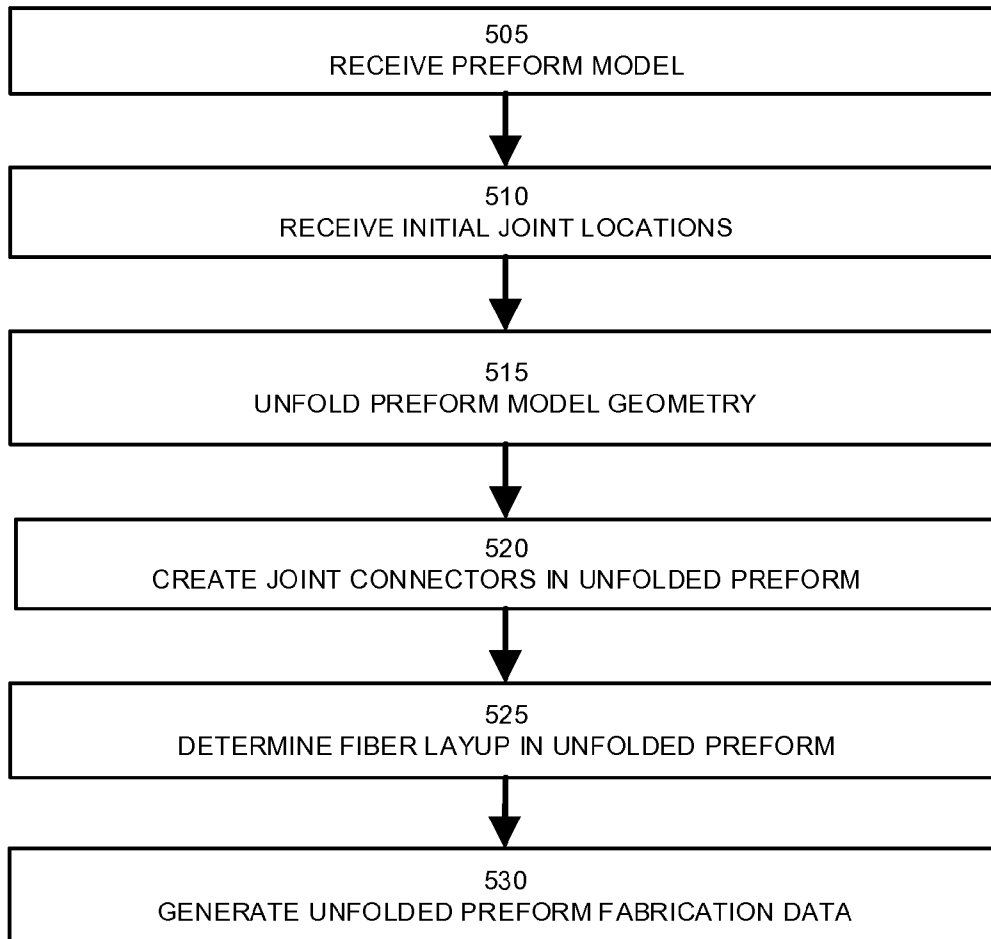 505
RECEIVE PREFORM MODEL
510
RECEIVE INITIAL JOINT LOCATIONS
515
UNFOLD PREFORM MODEL GEOMETRY
520
CREATE JOINT CONNECTORS IN UNFOLDED PREFORM
525
DETERMINE FIBER LAYUP IN UNFOLDED PREFORM
530
GENERATE UNFOLDED PREFORM FABRICATION DATA